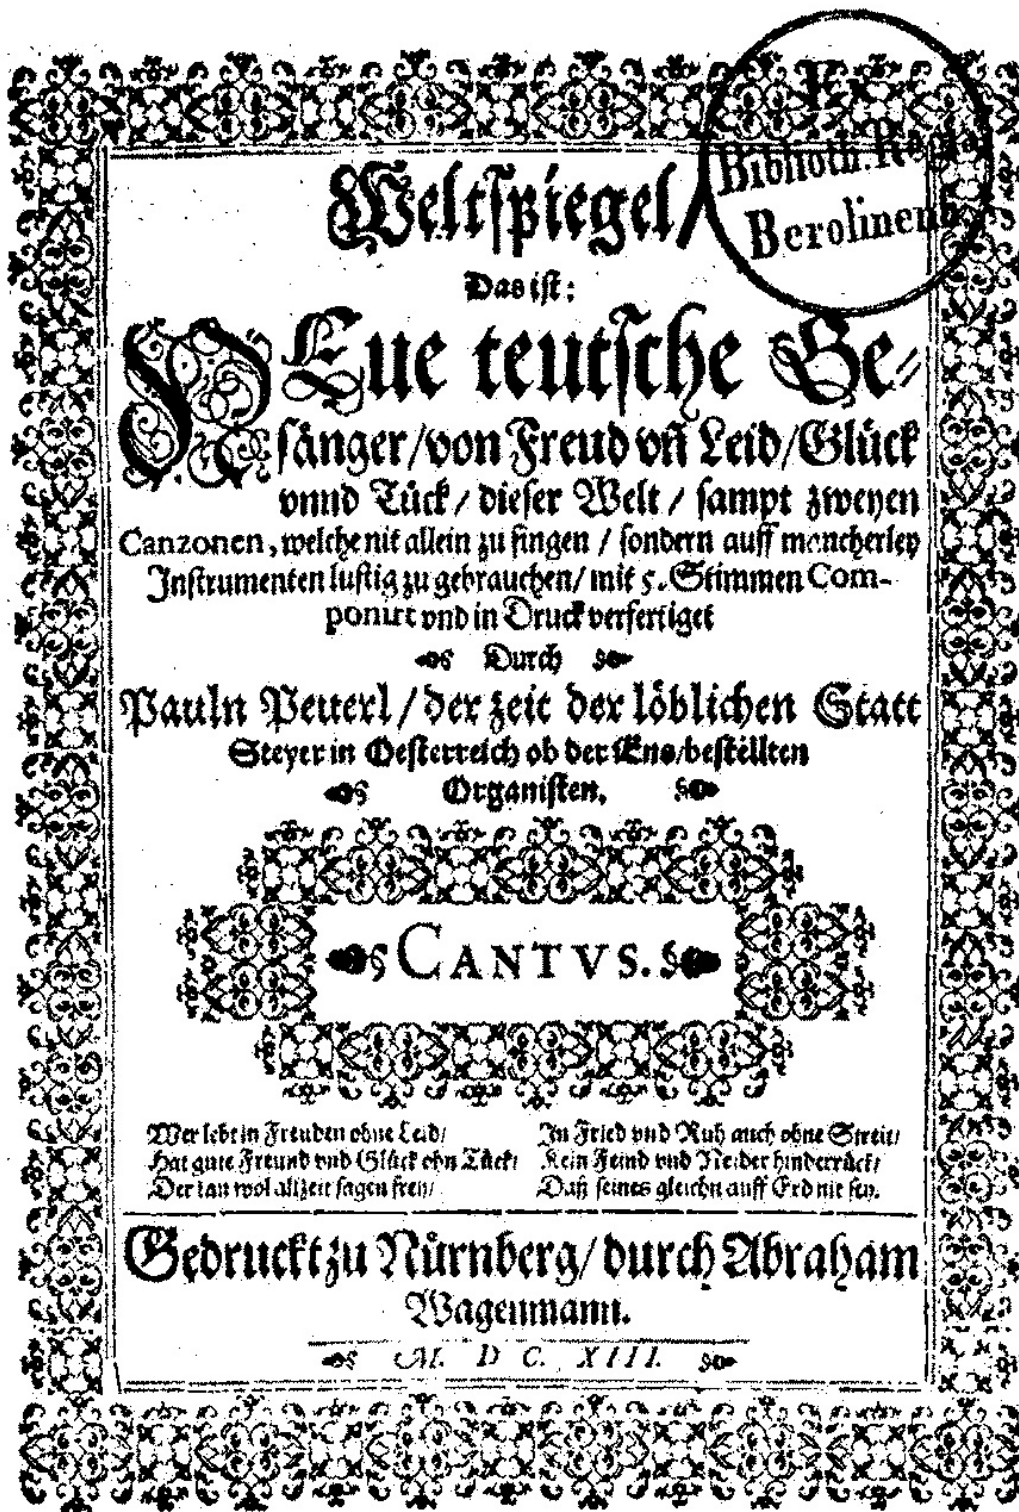 Weltspiegel/
Das ist:
NEue teutsche Ge-
sånger/von Freud vñ Leid/Glück
vnnd Tück/ dieser Welt/ sampt zweyen
Canzonen, welche nit allein zu singen / sondern auff mancherley
Instrumenten lustig zu gebrauchen/ mit 5. Stimmen Com-
ponirt vnd in Druck verfertiget
Durch
Pauln Peuerl/der zeit der löblichen Statt
Steyer in Oesterreich ob der Ens/bestellten
Organisten.
CANTVS.
Wer lebt in Freuden ohne Leid/
Hat gute Freund vnd Glück ohn Tück/
Der kan wol allzeit sagen frey/
In Fried vnd Ruh auch ohne Streit/
Kein Feind vnd Neider hinderrück/
Daß seines gleichn auff Erd nit sey.
Gedruckt zu Nürnberg/durch Abraham
Wagenmann.
M. D C. XIII.
Biblioth. Regia
Berolinens.